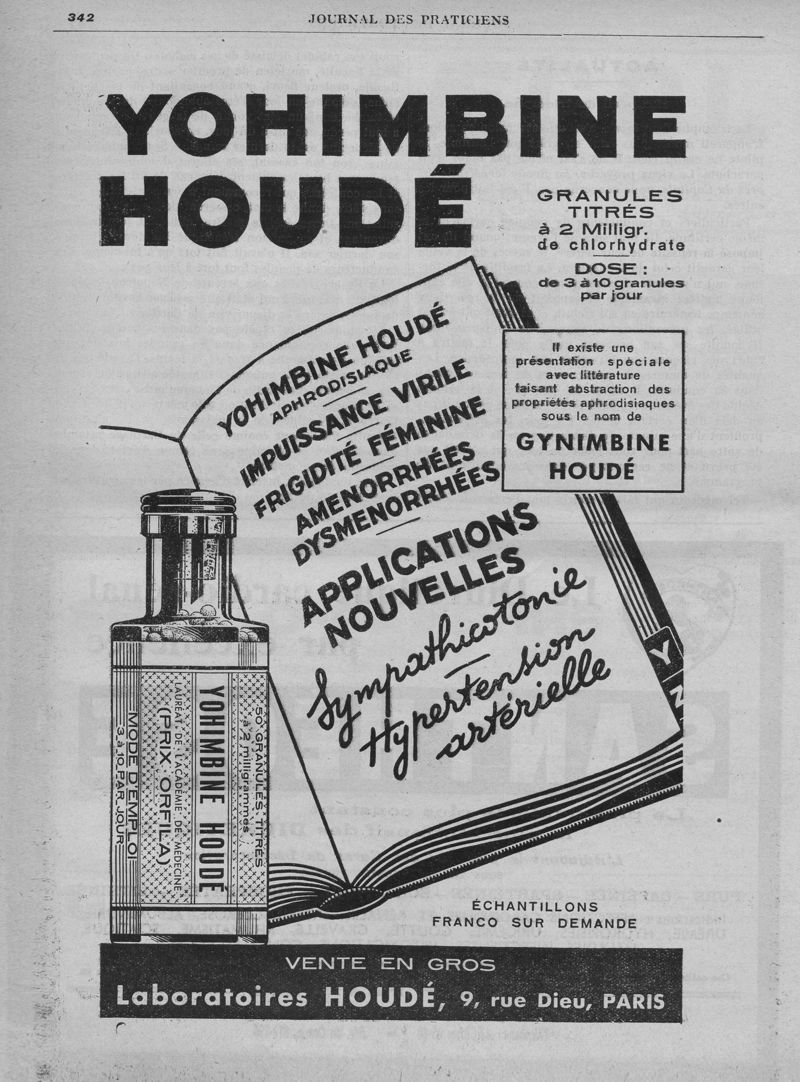 342
JOURNAL DES PRATICIENS
YOHIMBINE
HOUDÉ
GRANULES
TITRÉS
à 2 Milligr.
de chlorhydrate
DOSE :
de 3 à 10 granules
par jour
YOHIMBINE HOUDÉ
APHRODISIAQUE
IMPUISSANCE VIRILE
FRIGIDITÉ FÉMININE
AMENORRHÉES
DYSMENORRHÉES
APPLICATIONS
NOUVELLES
Sympathicotonie
Hypertension
artérielle
Il existe une
présentation spéciale
avec littérature
faisant abstraction des
propriétés aphrodisiaques
sous le nom de
GYNIMBINE
HOUDÉ
Y
Z
50 GRANULES TITRÉS
à 2 milligrammes
YOHIMBINE HOUDÉ
LAURÉAT DE L'ACADÉMIE DE MÉDECINE
(PRIX ORFILA)
MODE D'EMPLOI
3 à 10 PAR JOUR
ÉCHANTILLONS
FRANCO SUR DEMANDE
VENTE EN GROS
Laboratoires HOUDÉ, 9, rue Dieu, PARIS